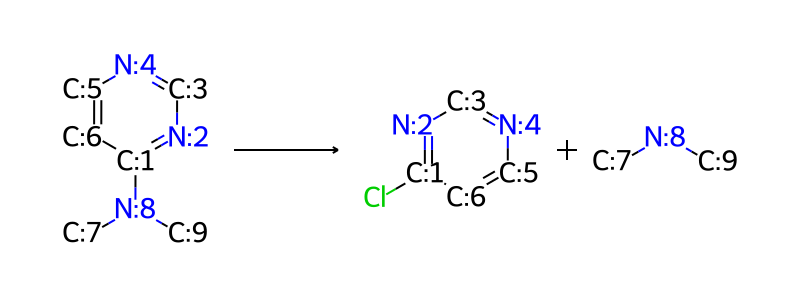 N:4
C:5 C:3
C:6 N:2
C:1
N:8
C:7 C:9
C:3
N:2 N:4
C:1 C:5
Cl C:6
+
N:8
C:7 C:9